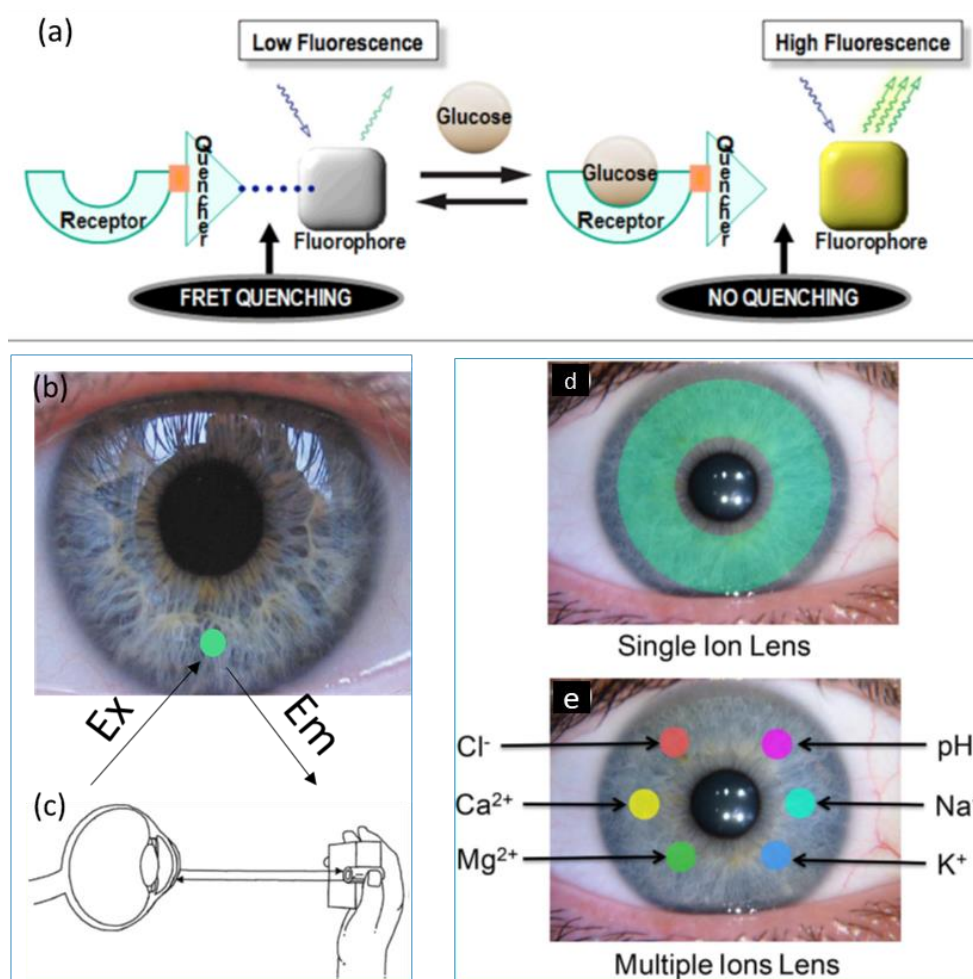 (a)
Low Fluorescence
High Fluorescence
Glucose
Glucose
Receptor
Quencher
Fluorophore
Receptor
Quencher
Fluorophore
FRET QUENCHING
NO QUENCHING
(b)
Ex
Em
(c)
d
Single Ion Lens
e
Cl⁻
pH
Ca²⁺
Na⁺
Mg²⁺
K⁺
Multiple Ions Lens